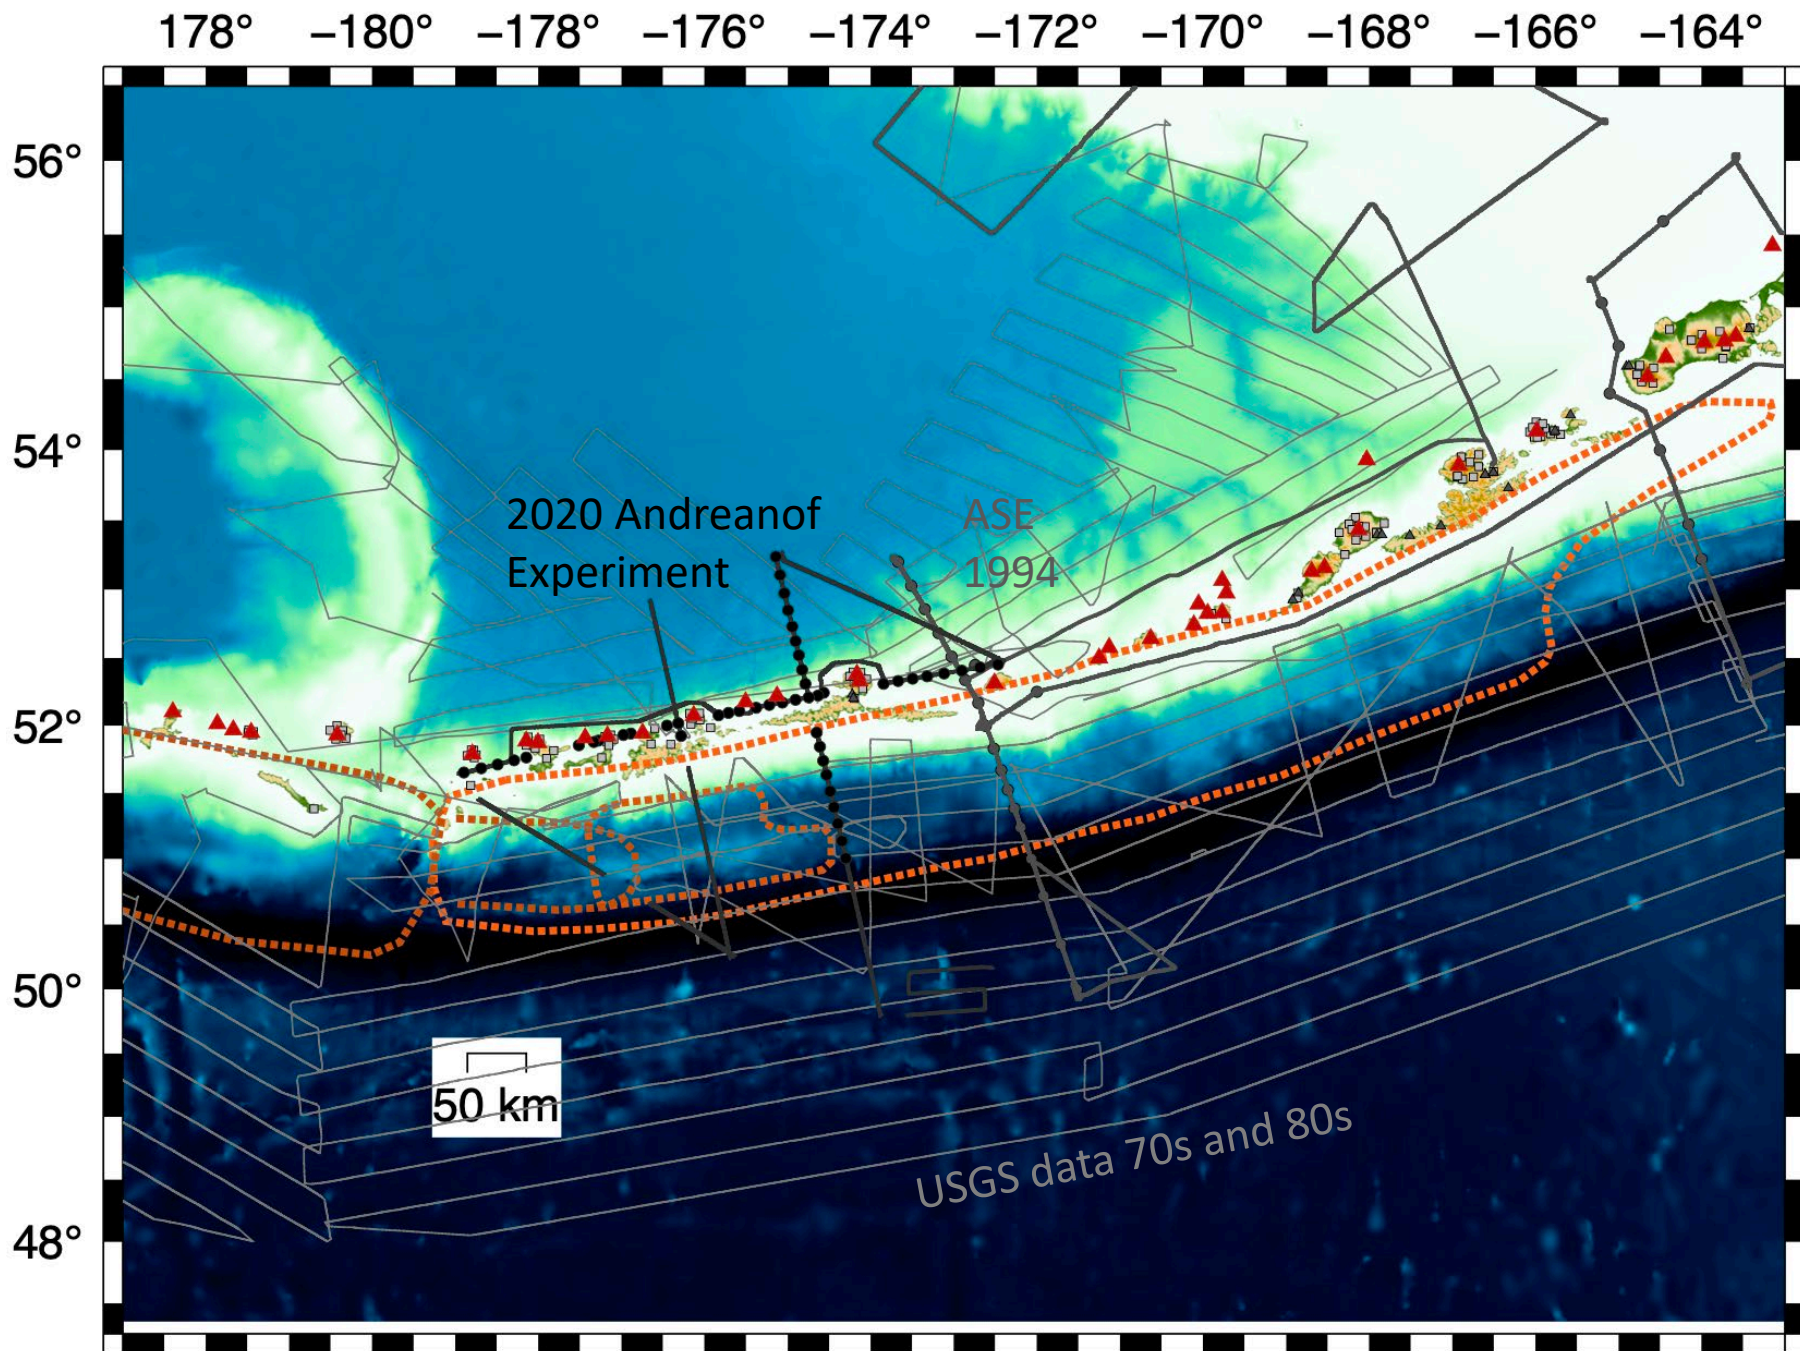 178° −180° −178° −176° −174° −172° −170° −168° −166° −164°
56°
54°
2020 Andreanof
Experiment
ASE
1994
52°
50°
50 km
USGS data 70s and 80s
48°